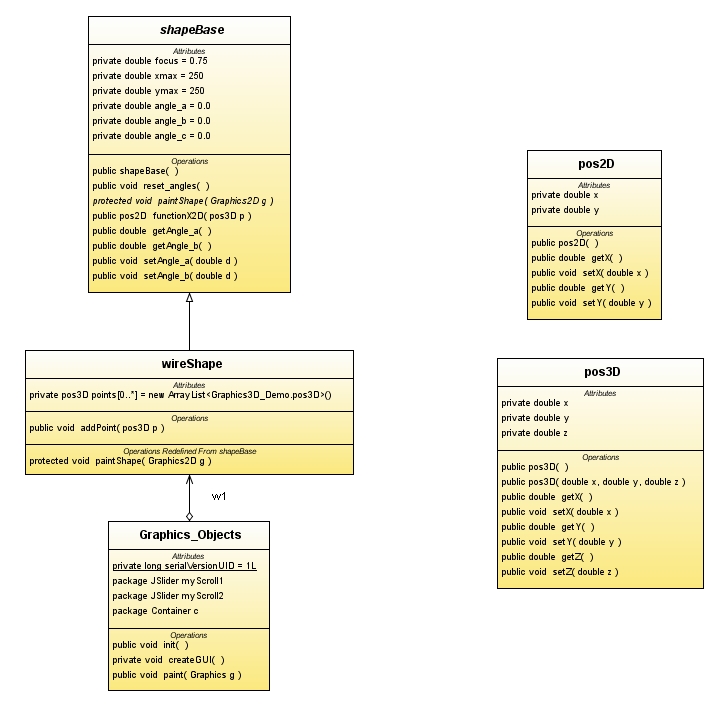 shapeBase
Attributes
private double focus = 0.75
private double xmax = 250
private double ymax = 250
private double angle_a = 0.0
private double angle_b = 0.0
private double angle_c = 0.0
Operations
public shapeBase( )
public void reset_angles( )
protected void paintShape( Graphics2D g )
public pos2D functionX2D( pos3D p )
public double getAngle_a( )
public double getAngle_b( )
public void setAngle_a( double d )
public void setAngle_b( double d )
wireShape
Attributes
private pos3D points[0..*] = new ArrayList<Graphics3D_Demo.pos3D>()
Operations
public void addPoint( pos3D p )
Operations Redefined From shapeBase
protected void paintShape( Graphics2D g )
w1
Graphics_Objects
Attributes
private long serialVersionUID = 1L
package JSlider myScroll1
package JSlider myScroll2
package Container c
Operations
public void init( )
private void createGUI( )
public void paint( Graphics g )
pos2D
Attributes
private double x
private double y
Operations
public pos2D( )
public double getX( )
public void setX( double x )
public double getY( )
public void setY( double y )
pos3D
Attributes
private double x
private double y
private double z
Operations
public pos3D( )
public pos3D( double x, double y, double z )
public double getX( )
public void setX( double x )
public double getY( )
public void setY( double y )
public double getZ( )
public void setZ( double z )